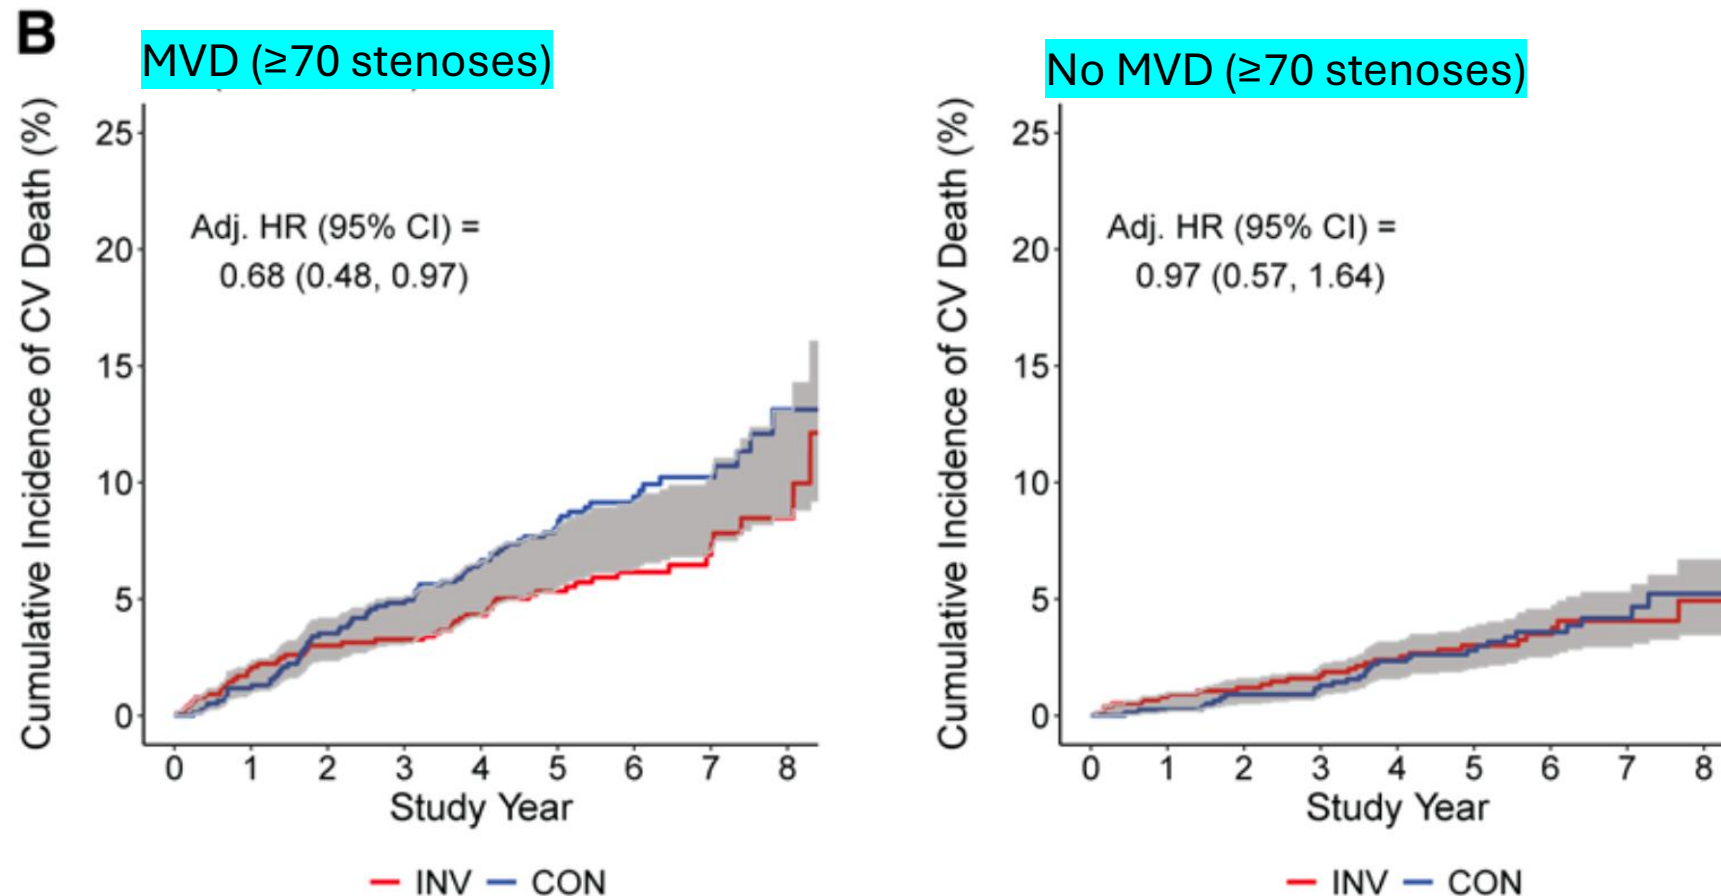 B
MVD (≥70 stenoses)
Cumulative Incidence of CV Death (%)
25
20
15
10
5
0
Adj. HR (95% CI) =
0.68 (0.48, 0.97)
0 1 2 3 4 5 6 7 8
Study Year
INV CON
No MVD (≥70 stenoses)
Cumulative Incidence of CV Death (%)
25
20
15
10
5
0
Adj. HR (95% CI) =
0.97 (0.57, 1.64)
0 1 2 3 4 5 6 7 8
Study Year
INV CON